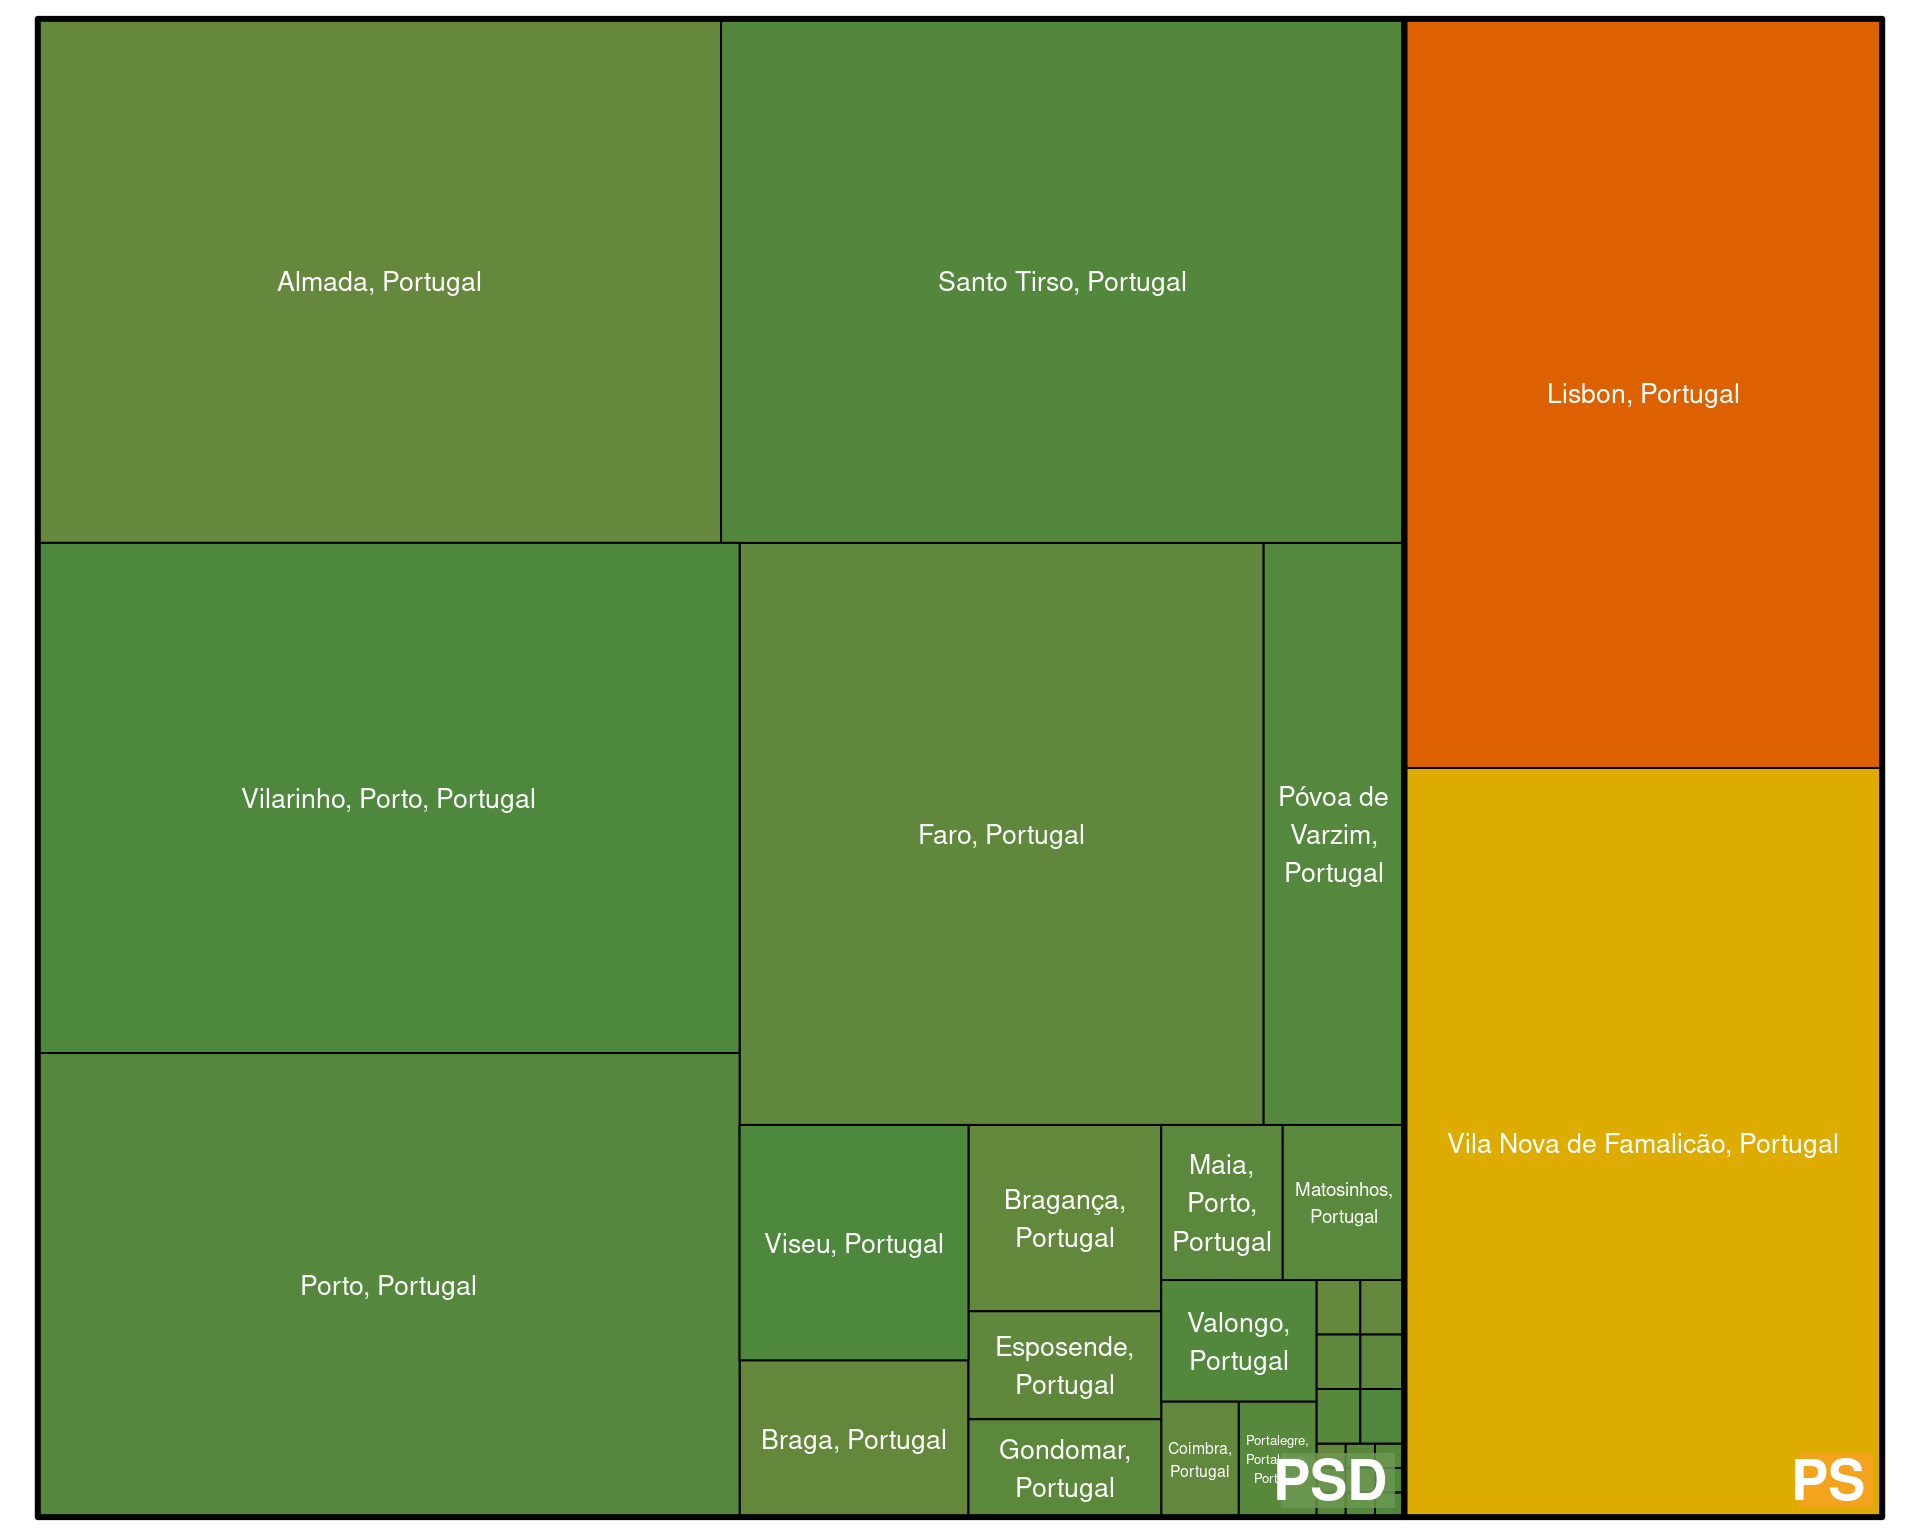 Almada, Portugal
Santo Tirso, Portugal
Lisbon, Portugal
Vilarinho, Porto, Portugal
Faro, Portugal
Póvoa de
Varzim,
Portugal
Vila Nova de Famalicão, Portugal
Porto, Portugal
Viseu, Portugal
Bragança,
Portugal
Maia,
Porto,
Portugal
Matosinhos,
Portugal
Esposende,
Portugal
Valongo,
Portugal
Braga, Portugal
Gondomar,
Portugal
Coimbra,
Portugal
Portalegre,
PSD
PS